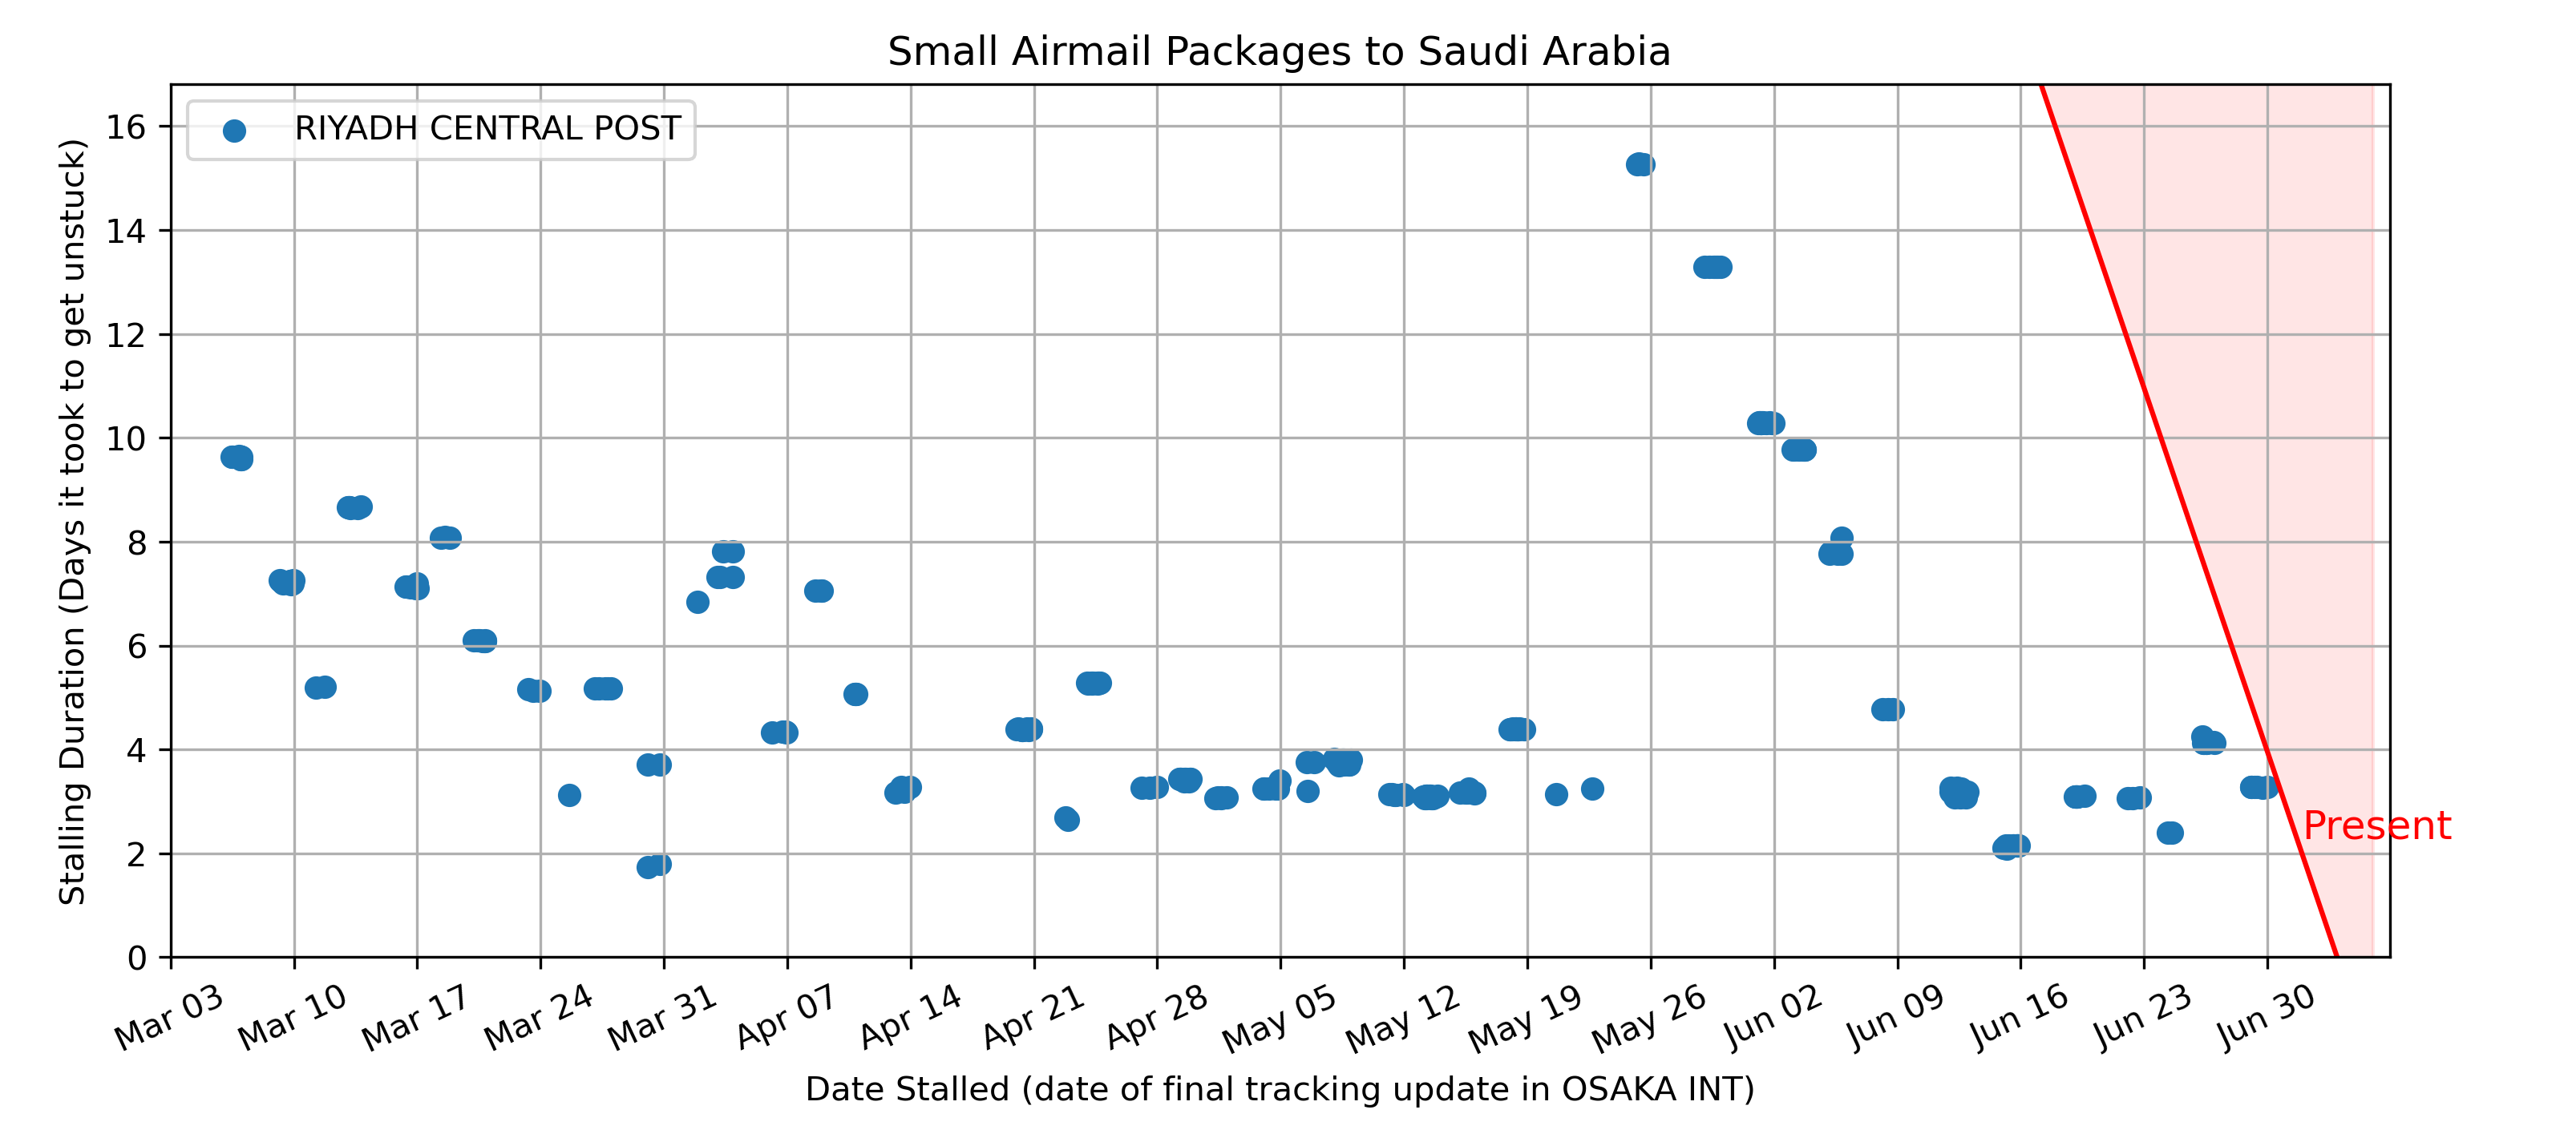 Small Airmail Packages to Saudi Arabia
RIYADH CENTRAL POST
Stalling Duration (Days it took to get unstuck)
16
14
12
10
8
6
4
2
0
Present
Mar 03
Mar 10
Mar 17
Mar 24
Mar 31
Apr 07
Apr 14
Apr 21
Apr 28
May 05
May 12
May 19
May 26
Jun 02
Jun 09
Jun 16
Jun 23
Jun 30
Date Stalled (date of final tracking update in OSAKA INT)